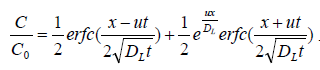 C/C₀ = 1/2 erfc((x − ut)/(2√(D_L t))) + 1/2 e^(ux/D_L) erfc((x + ut)/(2√(D_L t))) .